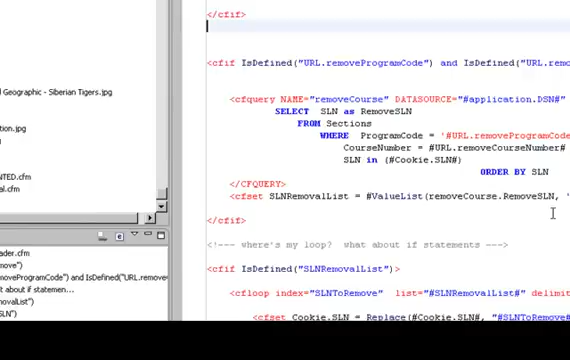 </cfif>
<cfif IsDefined("URL.removeProgramCode") and IsDefined("URL.rem
<cfquery NAME="removeCourse" DATASOURCE="#application.DSN#"
SELECT SLN as RemoveSLN
FROM Sections
WHERE ProgramCode = '#URL.removeProgramCode
CourseNumber = #URL.removeCourseNumber#
SLN in (#Cookie.SLN#)
ORDER BY SLN
</CFQUERY>
<cfset SLNRemovalList = #ValueList(removeCourse.RemoveSLN, '
</cfif>
<!--- where's my loop? what about if statements --->
<cfif IsDefined("SLNRemovalList")>
<cfloop index="SLNToRemove" list="#SLNRemovalList#" delimit
<cfset Cookie.SLN = Replace(#Cookie.SLN#, "#SLNToRemove#
Geographic - Siberian Tigers.jpg
tion.jpg
NTED.cfm
al.cfm
ader.cfm
move")
moveProgramCode") and IsDefined("URL.remove
t about if statemen...
movalList")
SLN")